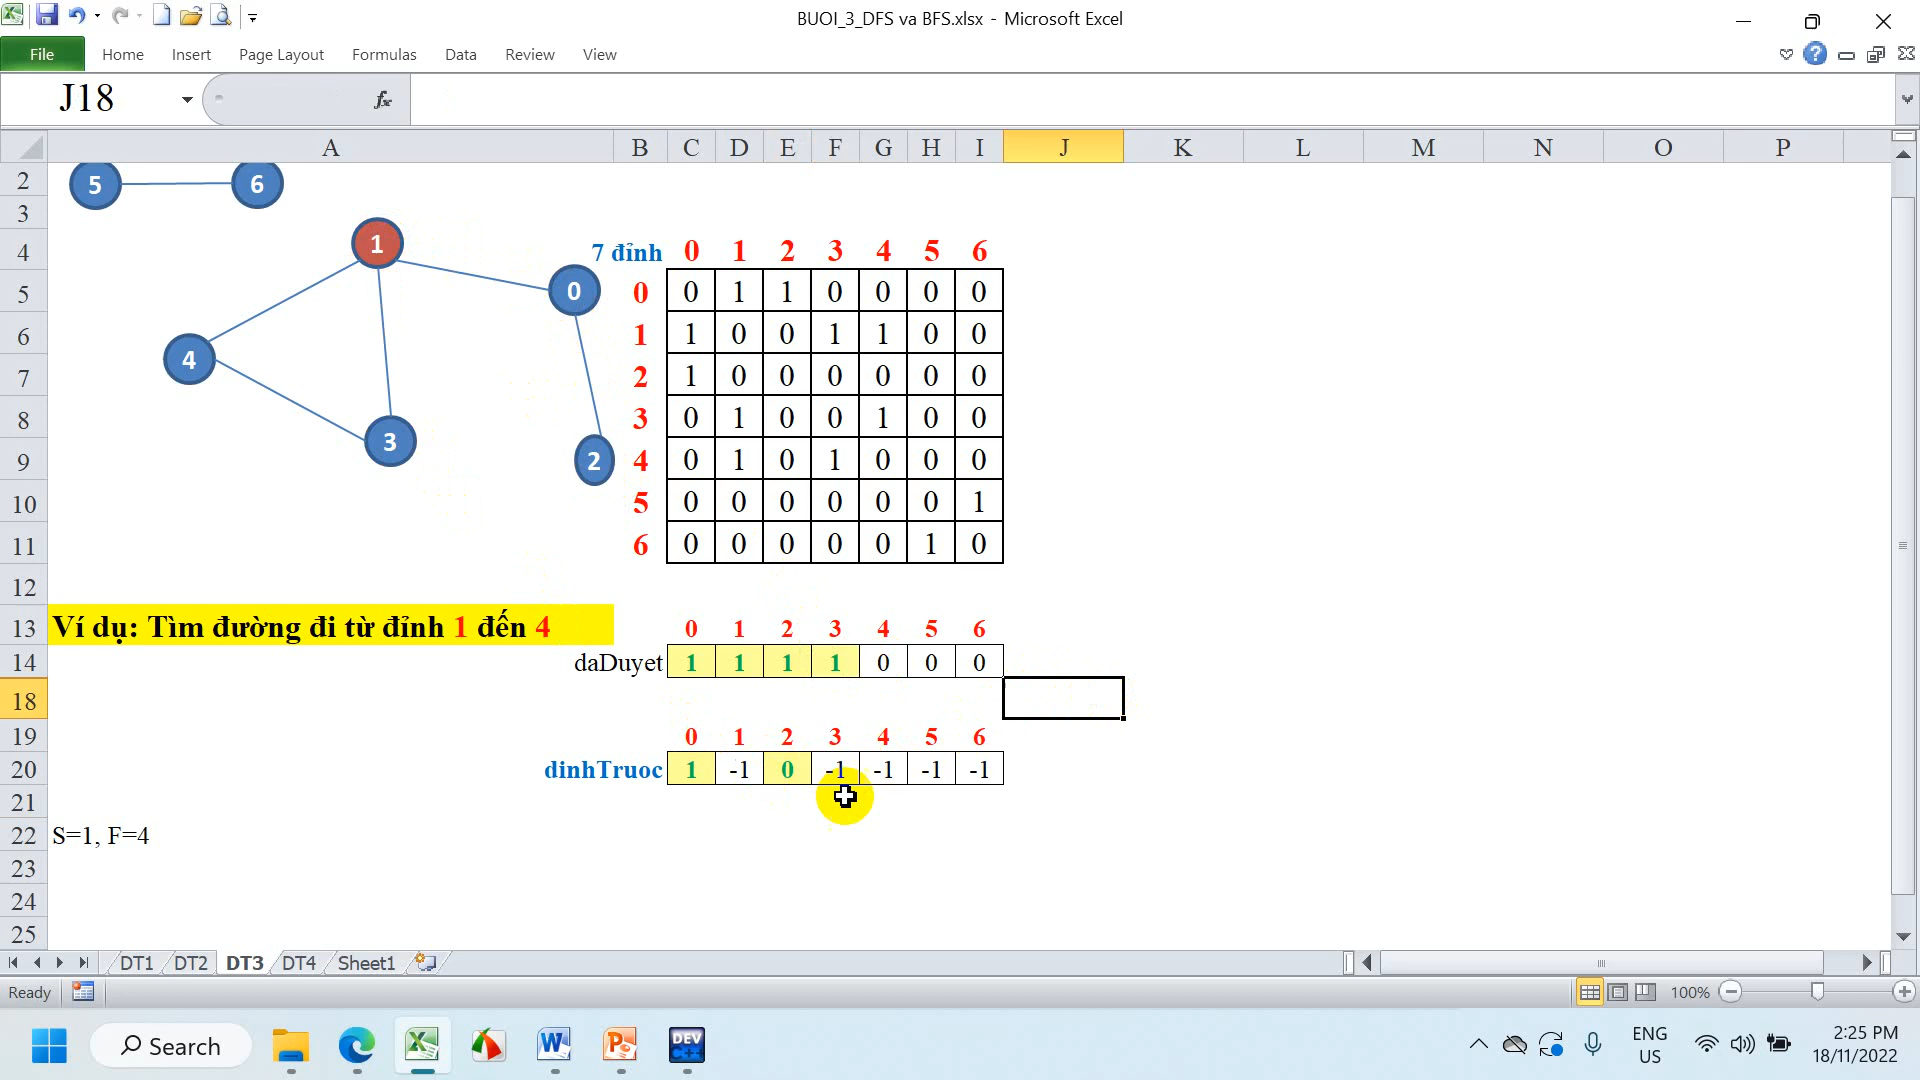 BUOI_3_DFS va BFS.xlsx - Microsoft Excel
File Home Insert Page Layout Formulas Data Review View
J18 fx
A B C D E F G H I J K L M N O P
2 5 6
3
1
4 7 đỉnh 0 1 2 3 4 5 6
5 0 0 0 1 1 0 0 0 0
6 1 1 0 0 1 1 0 0
4
7 2 1 0 0 0 0 0 0
8 3 0 1 0 0 1 0 0
3
9 2 4 0 1 0 1 0 0 0
10 5 0 0 0 0 0 0 1
11 6 0 0 0 0 0 1 0
12
13 Ví dụ: Tìm đường đi từ đỉnh 1 đến 4 0 1 2 3 4 5 6
14 daDuyet 1 1 1 1 0 0 0
18
19 0 1 2 3 4 5 6
20 dinhTruoc 1 -1 0 -1 -1 -1 -1
21
22 S=1, F=4
23
24
25
DT1 DT2 DT3 DT4 Sheet1
Ready 100%
Search DEV C++ ENG US 2:25 PM 18/11/2022